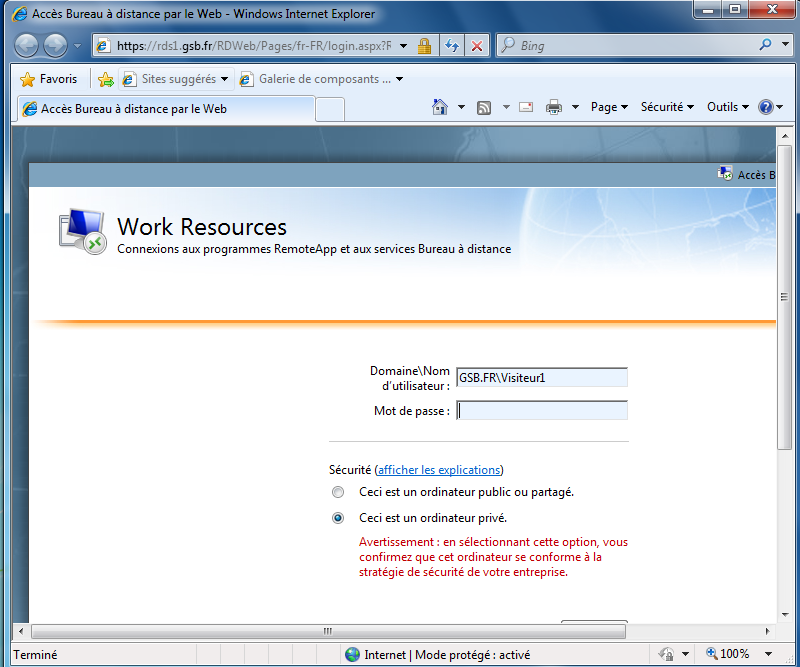 Accès Bureau à distance par le Web - Windows Internet Explorer
https://rds1.gsb.fr/RDWeb/Pages/fr-FR/login.aspx?R
Bing
Favoris
Sites suggérés
Galerie de composants ...
Accès Bureau à distance par le Web
Page
Sécurité
Outils
Accès B
Work Resources
Connexions aux programmes RemoteApp et aux services Bureau à distance
Domaine\Nom
d'utilisateur :
GSB.FR\Visiteur1
Mot de passe :
Sécurité (afficher les explications)
Ceci est un ordinateur public ou partagé.
Ceci est un ordinateur privé.
Avertissement : en sélectionnant cette option, vous
confirmez que cet ordinateur se conforme à la
stratégie de sécurité de votre entreprise.
Terminé
Internet | Mode protégé : activé
100%